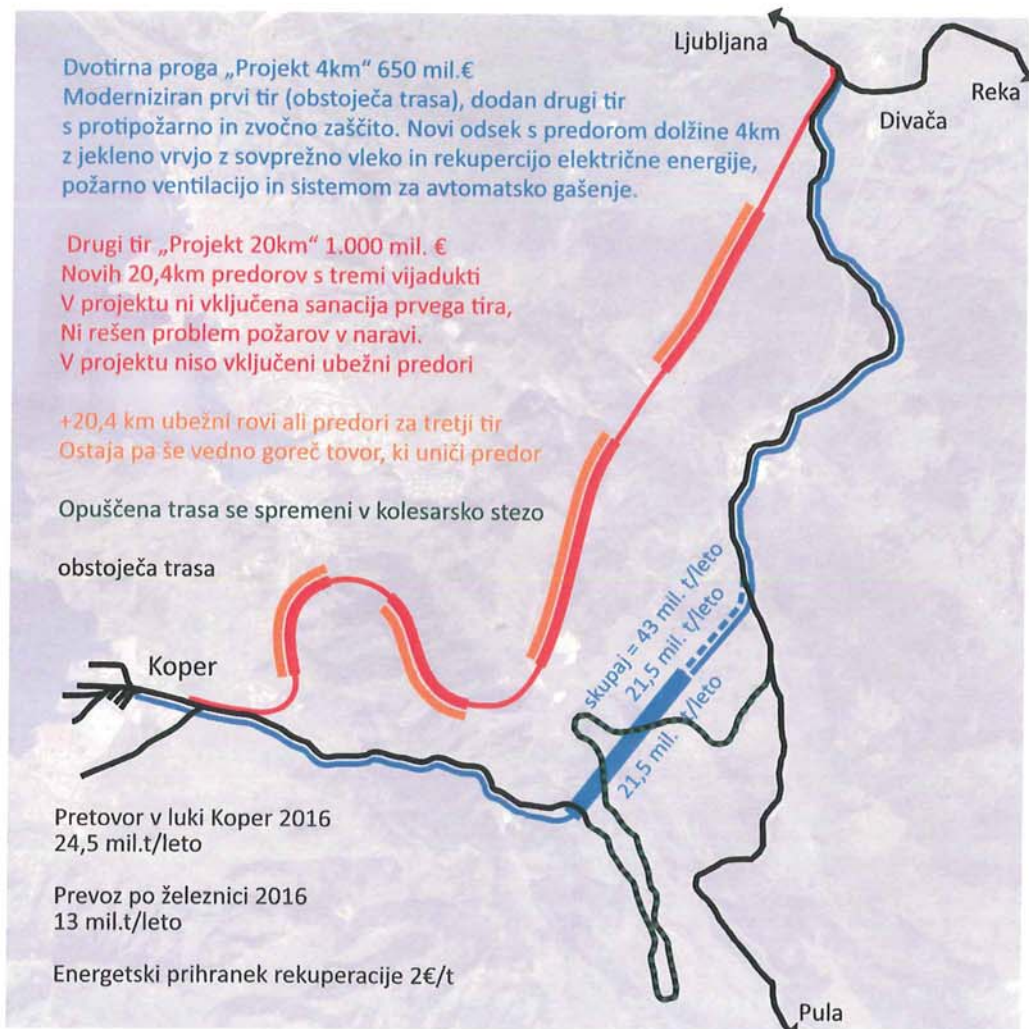 Ljubljana
Reka
Divača
Dvotirna proga „Projekt 4km“ 650 mil.€
Moderniziran prvi tir (obstoječa trasa), dodan drugi tir
s protipožarno in zvočno zaščito. Novi odsek s predorom dolžine 4km
z jekleno vrvjo z sovprežno vleko in rekupercijo električne energije,
požarno ventilacijo in sistemom za avtomatsko gašenje.
Drugi tir „Projekt 20km“ 1.000 mil. €
Novih 20,4km predorov s tremi vijadukti
V projektu ni vključena sanacija prvega tira,
Ni rešen problem požarov v naravi.
V projektu niso vključeni ubežni predori
+20,4 km ubežni rovi ali predori za tretji tir
Ostaja pa še vedno goreč tovor, ki uniči predor
Opuščena trasa se spremeni v kolesarsko stezo
obstoječa trasa
skupaj = 43 mil. t/leto
21,5 mil. t/leto
21,5 mil. t/leto
Koper
Pretovor v luki Koper 2016
24,5 mil.t/leto
Prevoz po železnici 2016
13 mil.t/leto
Energetski prihranek rekuperacije 2€/t
Pula